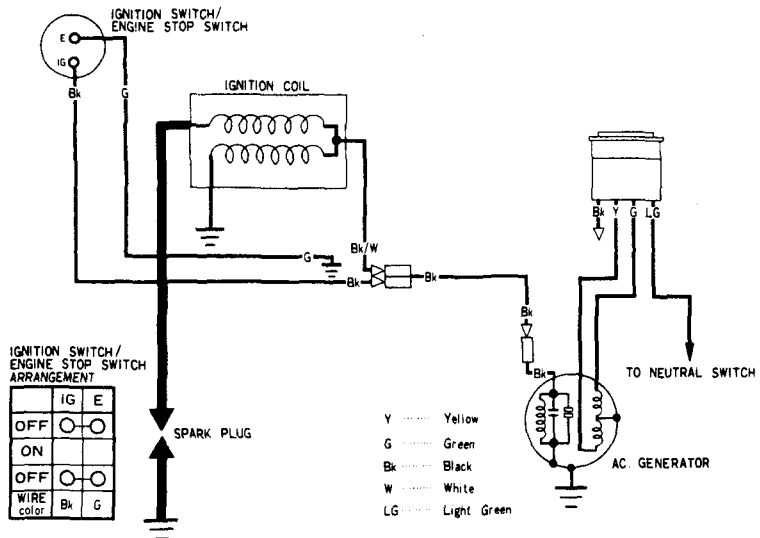 IGNITION SWITCH/
ENGINE STOP SWITCH
E
IG
Bk
G
IGNITION COIL
Bk Y G LG
Bk/W
G
Bk
Bk
Bk
Bk
TO NEUTRAL SWITCH
IGNITION SWITCH/
ENGINE STOP SWITCH
ARRANGEMENT
IG E
OFF
ON
OFF
WIRE color Bk G
SPARK PLUG
Y ...... Yellow
G ...... Green
Bk ...... Black
W ...... White
LG ...... Light Green
AC. GENERATOR